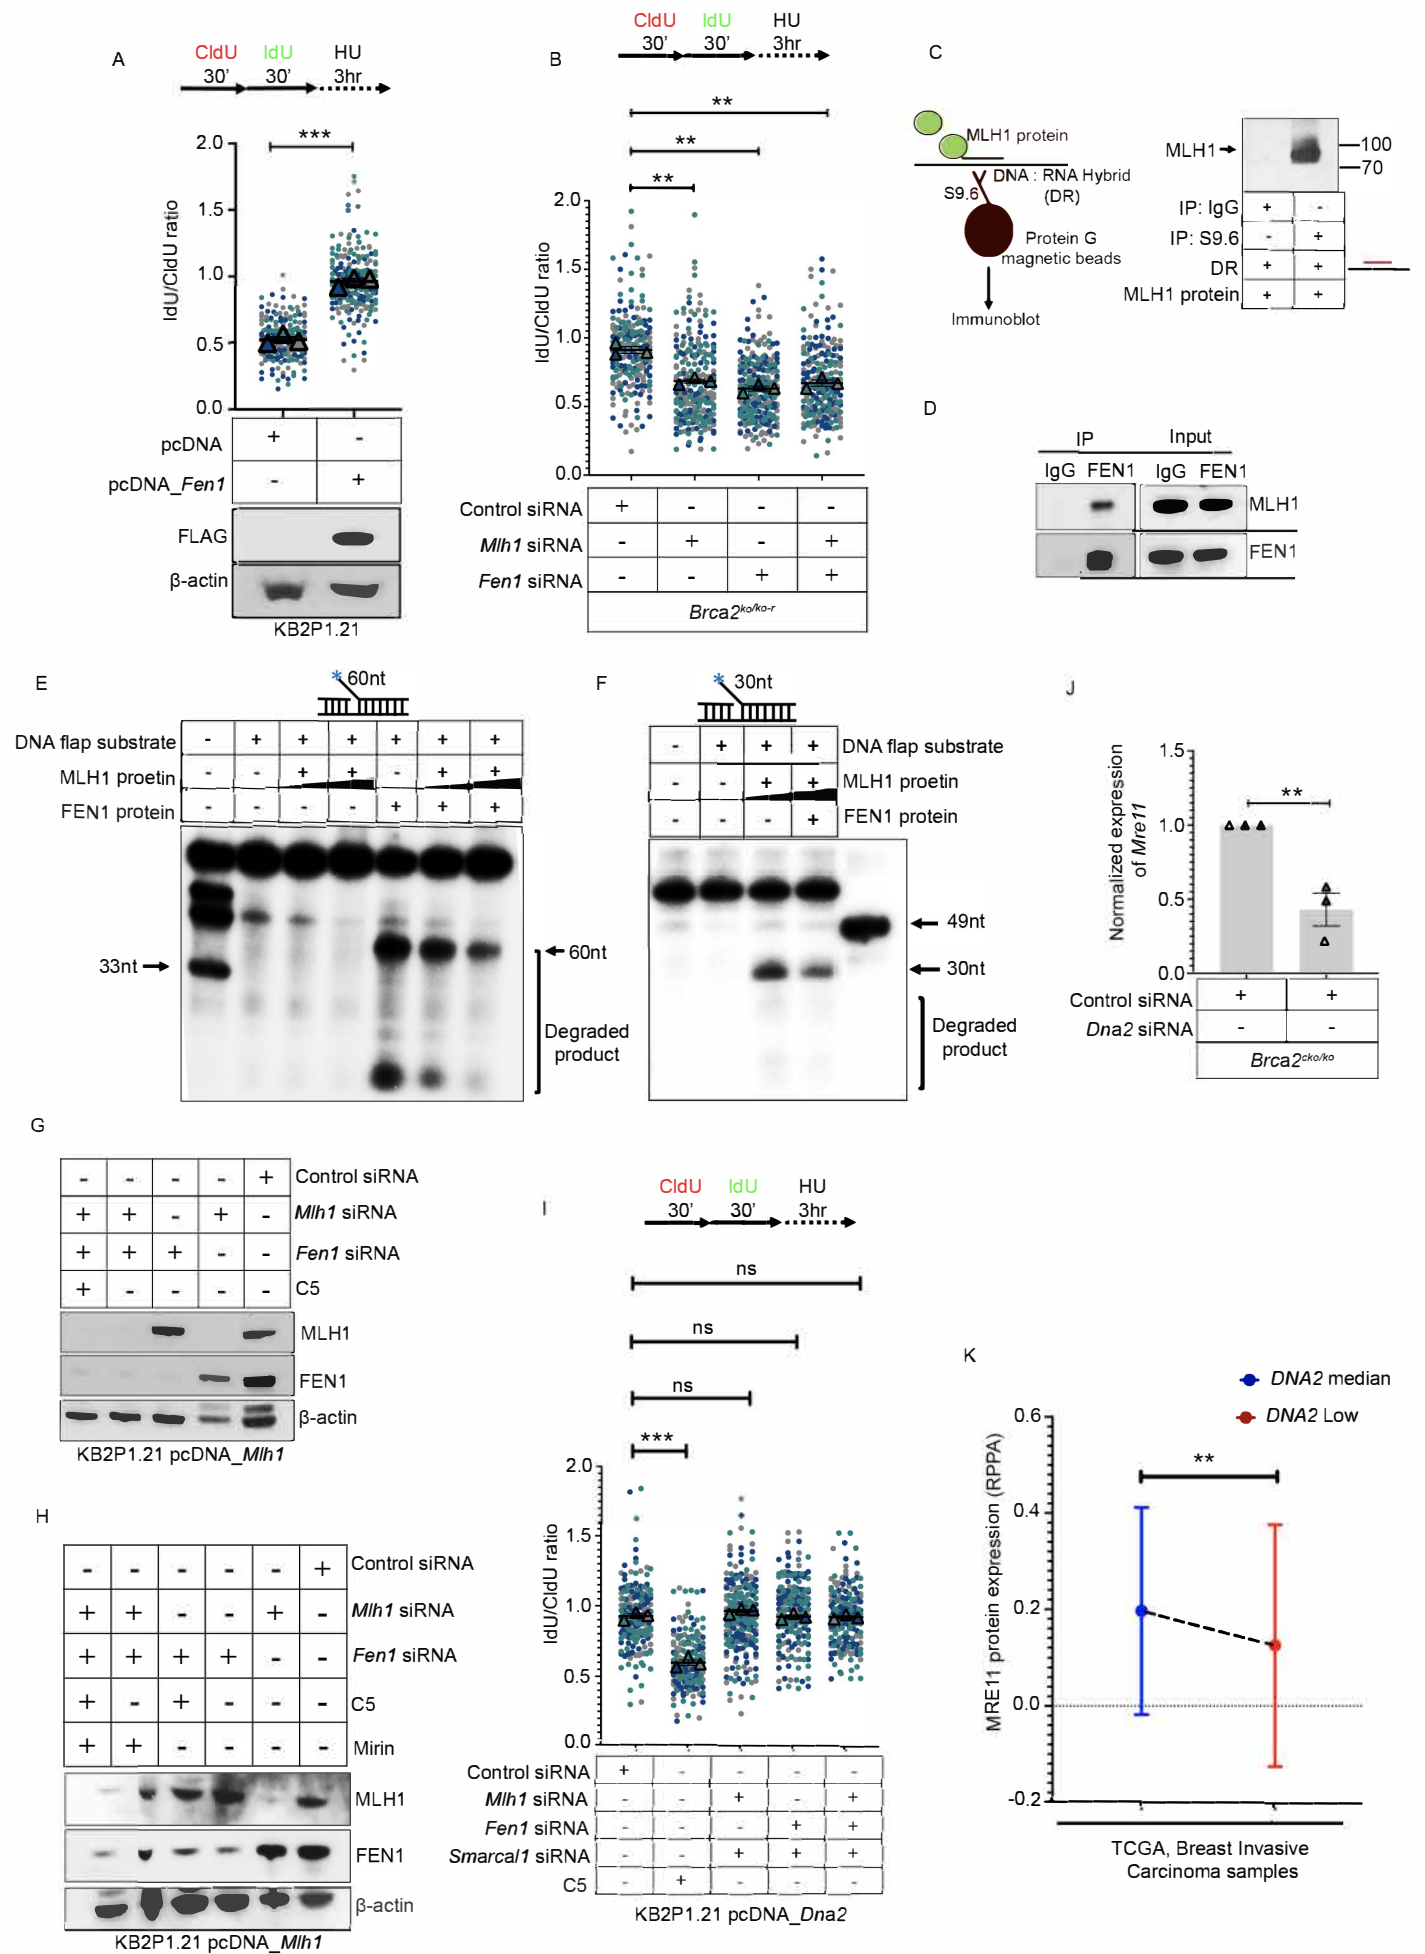 A
CldU IdU HU
30' 30' 3hr
***
IdU/CldU ratio
2.0
1.5
1.0
0.5
0.0
pcDNA + -
pcDNA_Fen1 - +
FLAG
β-actin
KB2P1.21
B
CldU IdU HU
30' 30' 3hr
**
**
**
IdU/CldU ratio
2.0
1.5
1.0
0.5
0.0
Control siRNA + - - -
Mlh1 siRNA - + - +
Fen1 siRNA - - + +
Brca2ko/ko-r
C
MLH1 protein
DNA : RNA Hybrid
(DR)
S9.6
Protein G
magnetic beads
Immunoblot
MLH1
100
70
IP: IgG + -
IP: S9.6 - +
DR + +
MLH1 protein + +
D
IP Input
IgG FEN1 IgG FEN1
MLH1
FEN1
E
* 60nt
DNA flap substrate - + + + + + +
MLH1 proetin - - + + - + +
FEN1 protein - - - - + + +
33nt
60nt
Degraded
product
F
* 30nt
- + + + DNA flap substrate
- - + + MLH1 proetin
- - - + FEN1 protein
49nt
30nt
Degraded
product
J
Normalized expression
of Mre11
1.5
1.0
0.5
0.0
**
Control siRNA + +
Dna2 siRNA - -
Brca2cko/ko
G
- - - - + Control siRNA
+ + - + - Mlh1 siRNA
+ + + - - Fen1 siRNA
+ - - - - C5
MLH1
FEN1
β-actin
KB2P1.21 pcDNA_Mlh1
H
- - - - - + Control siRNA
+ + - - + - Mlh1 siRNA
+ + + + - - Fen1 siRNA
+ - + - - - C5
+ + - - - - Mirin
MLH1
FEN1
β-actin
KB2P1.21 pcDNA_Mlh1
I
CldU IdU HU
30' 30' 3hr
ns
ns
ns
***
IdU/CldU ratio
2.0
1.5
1.0
0.5
0.0
Control siRNA + - - - -
Mlh1 siRNA - - + - +
Fen1 siRNA - - - + +
Smarcal1 siRNA - - + + +
C5 - + - - -
KB2P1.21 pcDNA_Dna2
K
DNA2 median
DNA2 Low
MRE11 protein expression (RPPA)
0.6
0.4
0.2
0.0
-0.2
**
TCGA, Breast Invasive
Carcinoma samples